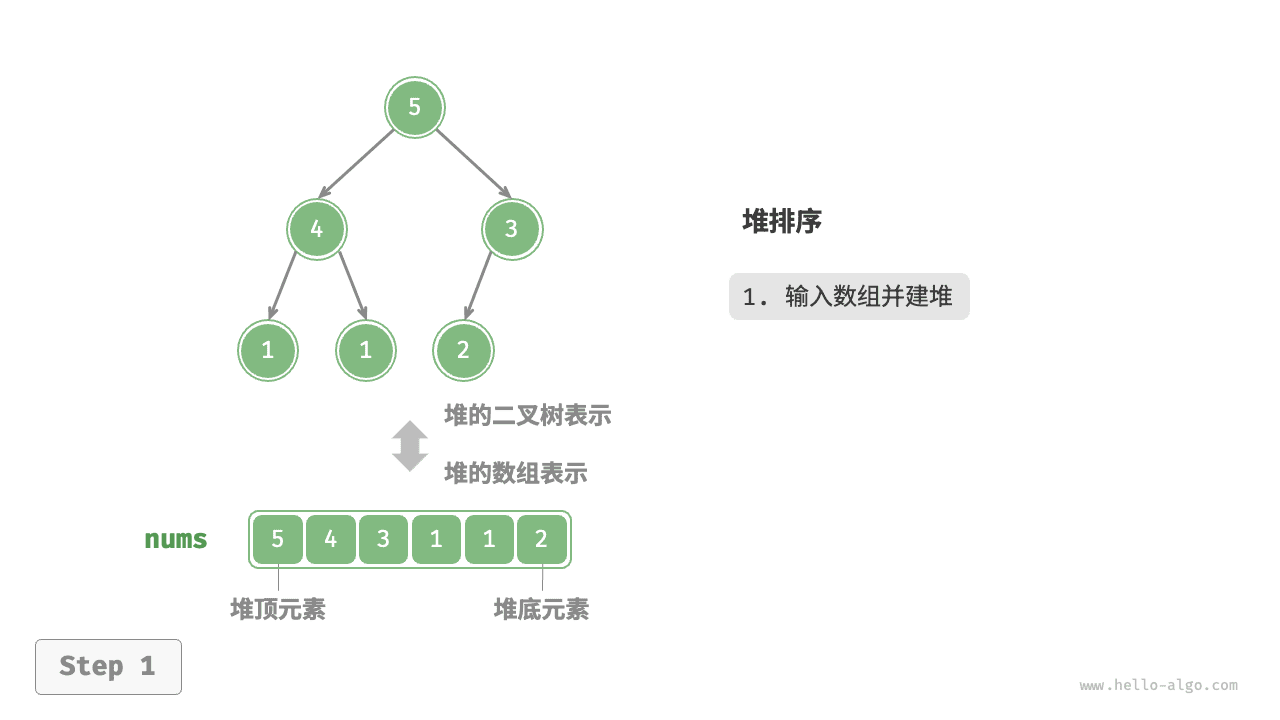 5
4
3
1
1
2
堆排序
1. 输入数组并建堆
堆的二叉树表示
堆的数组表示
nums
5 4 3 1 1 2
堆顶元素
堆底元素
Step 1
www.hello-algo.com